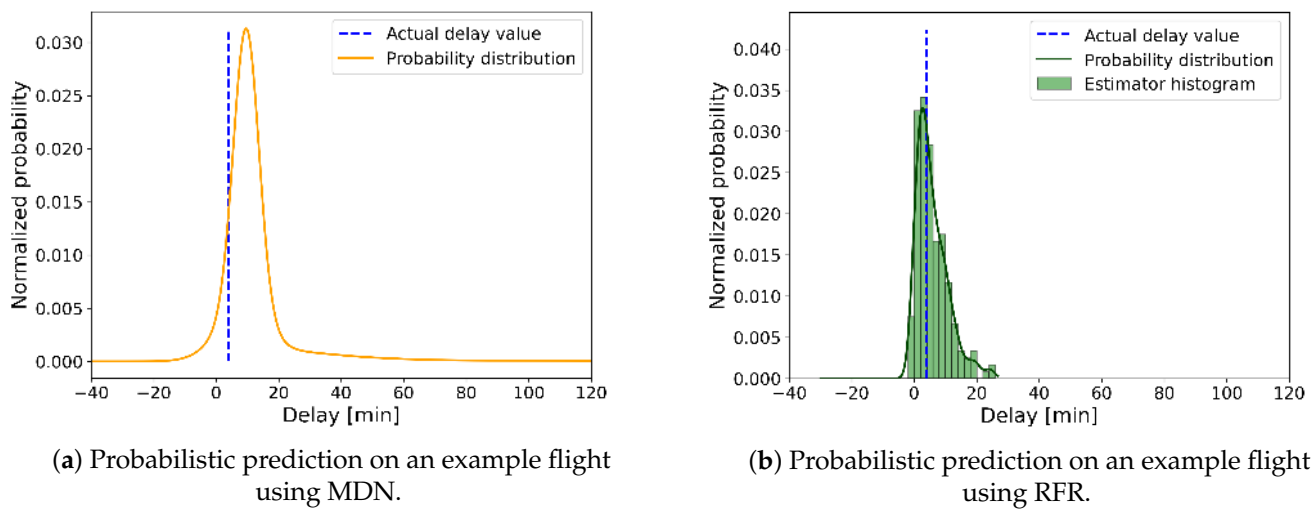 Normalized probability
0.030
0.025
0.020
0.015
0.010
0.005
0.000
Actual delay value
Probability distribution
−40 −20 0 20 40 60 80 100 120
Delay [min]
(a) Probabilistic prediction on an example flight
using MDN.
Normalized probability
0.040
0.035
0.030
0.025
0.020
0.015
0.010
0.005
0.000
Actual delay value
Probability distribution
Estimator histogram
−40 −20 0 20 40 60 80 100 120
Delay [min]
(b) Probabilistic prediction on an example flight
using RFR.